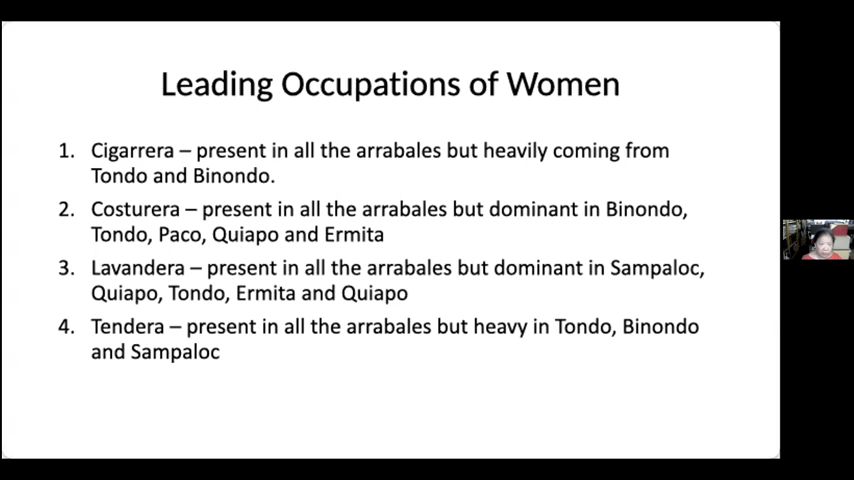 Leading Occupations of Women
1. Cigarrera – present in all the arrabales but heavily coming from
Tondo and Binondo.
2. Costurera – present in all the arrabales but dominant in Binondo,
Tondo, Paco, Quiapo and Ermita
3. Lavandera – present in all the arrabales but dominant in Sampaloc,
Quiapo, Tondo, Ermita and Quiapo
4. Tendera – present in all the arrabales but heavy in Tondo, Binondo
and Sampaloc